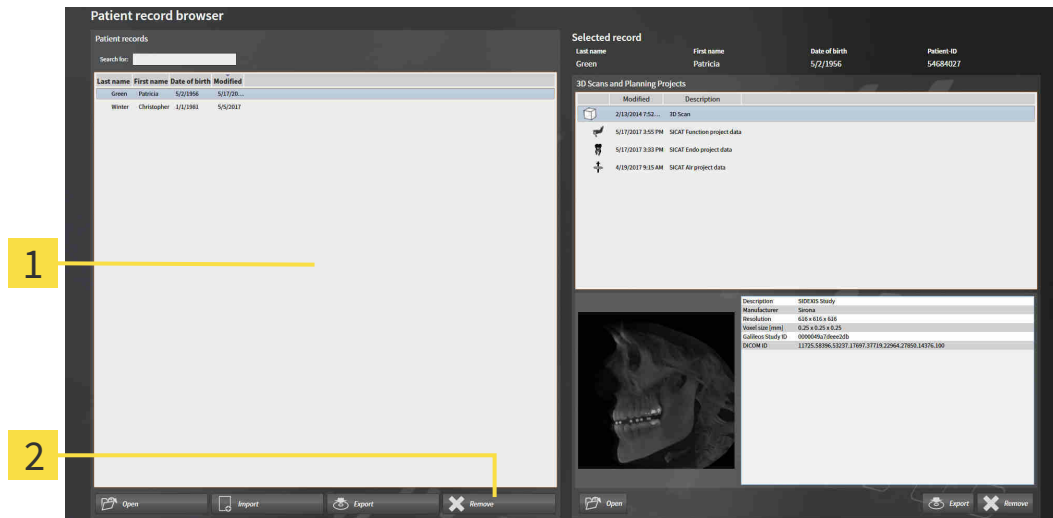 Patient record browser
Patient records
Search for:
Last name First name Date of birth Modified
Green Patricia 5/2/1956 5/17/20...
Winter Christopher 1/1/1981 5/5/2017
1
2
Open Import Export Remove
Selected record
Last name First name Date of birth Patient-ID
Green Patricia 5/2/1956 54684027
3D Scans and Planning Projects
Modified Description
2/13/2014 7:52... 3D Scan
5/17/2017 3:55 PM SICAT Function project data
5/17/2017 3:33 PM SICAT Endo project data
4/19/2017 9:15 AM SICAT Air project data
Description SIDEXIS Study
Manufacturer Sirona
Resolution 616 x 616 x 616
Voxel size [mm] 0.25 x 0.25 x 0.25
Galileos Study ID 0000049a7deee2db
DICOM ID 11725.58396.53237.17697.37719.22964.27850.14376.100
Open Export Remove